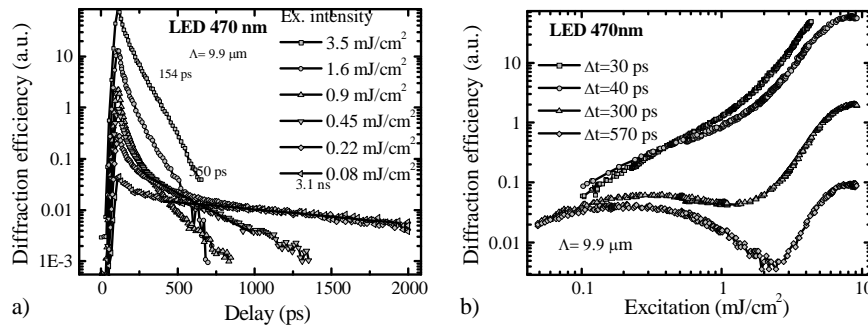 LED 470 nm
Ex. intensity
Λ= 9.9 µm
3.5 mJ/cm²
1.6 mJ/cm²
0.9 mJ/cm²
0.45 mJ/cm²
0.22 mJ/cm²
0.08 mJ/cm²
154 ps
550 ps
3.1 ns
Diffraction efficiency (a.u.)
10
1
0.1
0.01
1E-3
0
500
1000
1500
2000
Delay (ps)
a)
LED 470nm
Δt=30 ps
Δt=40 ps
Δt=300 ps
Δt=570 ps
Λ= 9.9 µm
Diffraction efficiency (a.u.)
10
1
0.1
0.01
0.1
1
10
Excitation (mJ/cm²)
b)